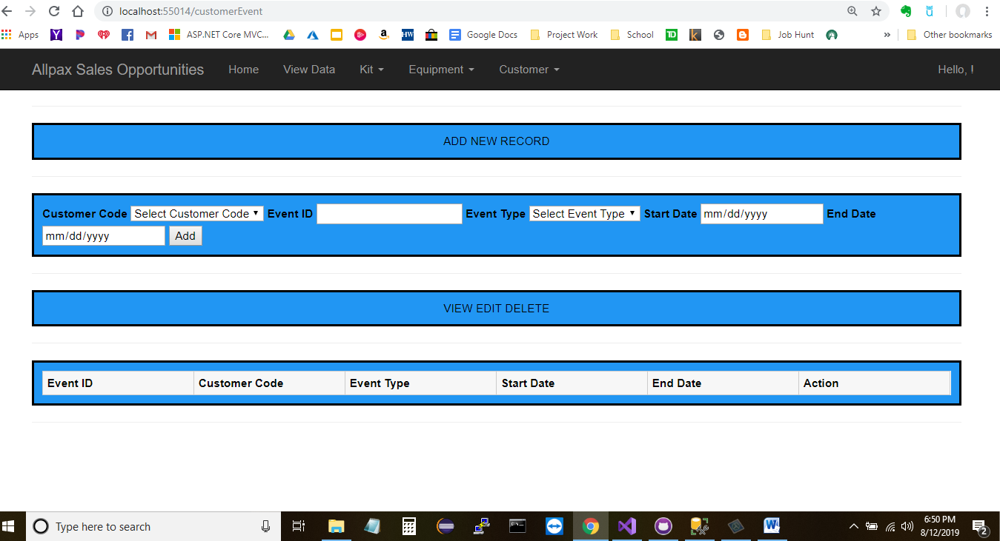 localhost:55014/customerEvent
Apps ASP.NET Core MVC... Google Docs Project Work School TD k Job Hunt » Other bookmarks
Allpax Sales Opportunities Home View Data Kit Equipment Customer Hello, !
ADD NEW RECORD
Customer Code Select Customer Code Event ID Event Type Select Event Type Start Date mm/dd/yyyy End Date
mm/dd/yyyy Add
VIEW EDIT DELETE
Event ID Customer Code Event Type Start Date End Date Action
Type here to search 6:50 PM
8/12/2019 2